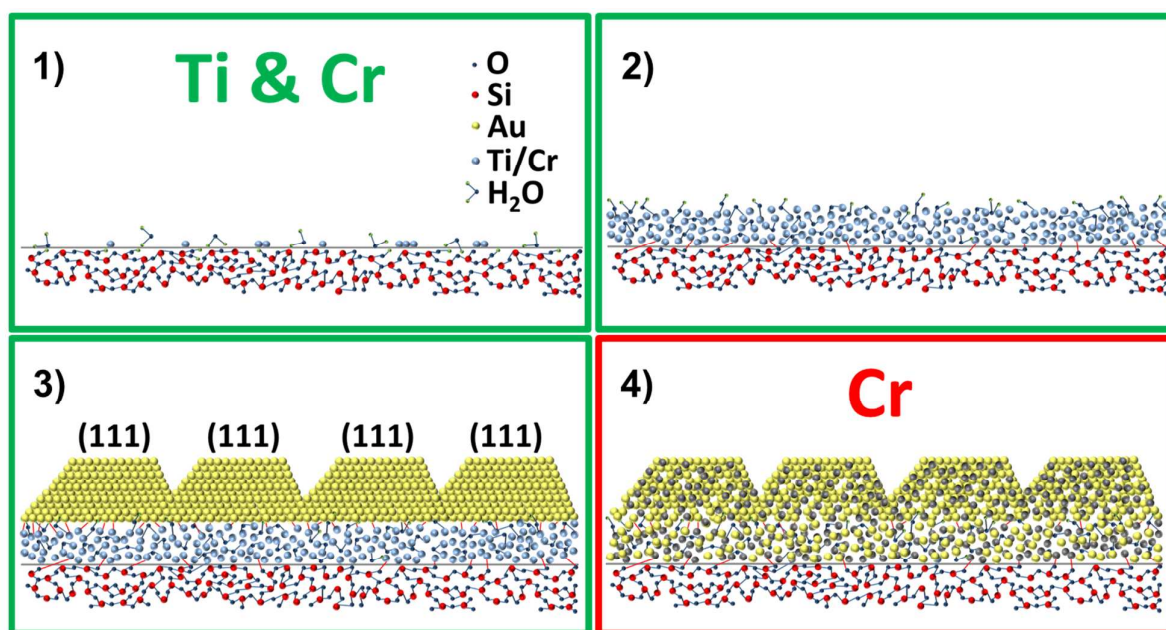 1)
Ti & Cr
O
Si
Au
Ti/Cr
H₂O
2)
3)
(111) (111) (111) (111)
4)
Cr